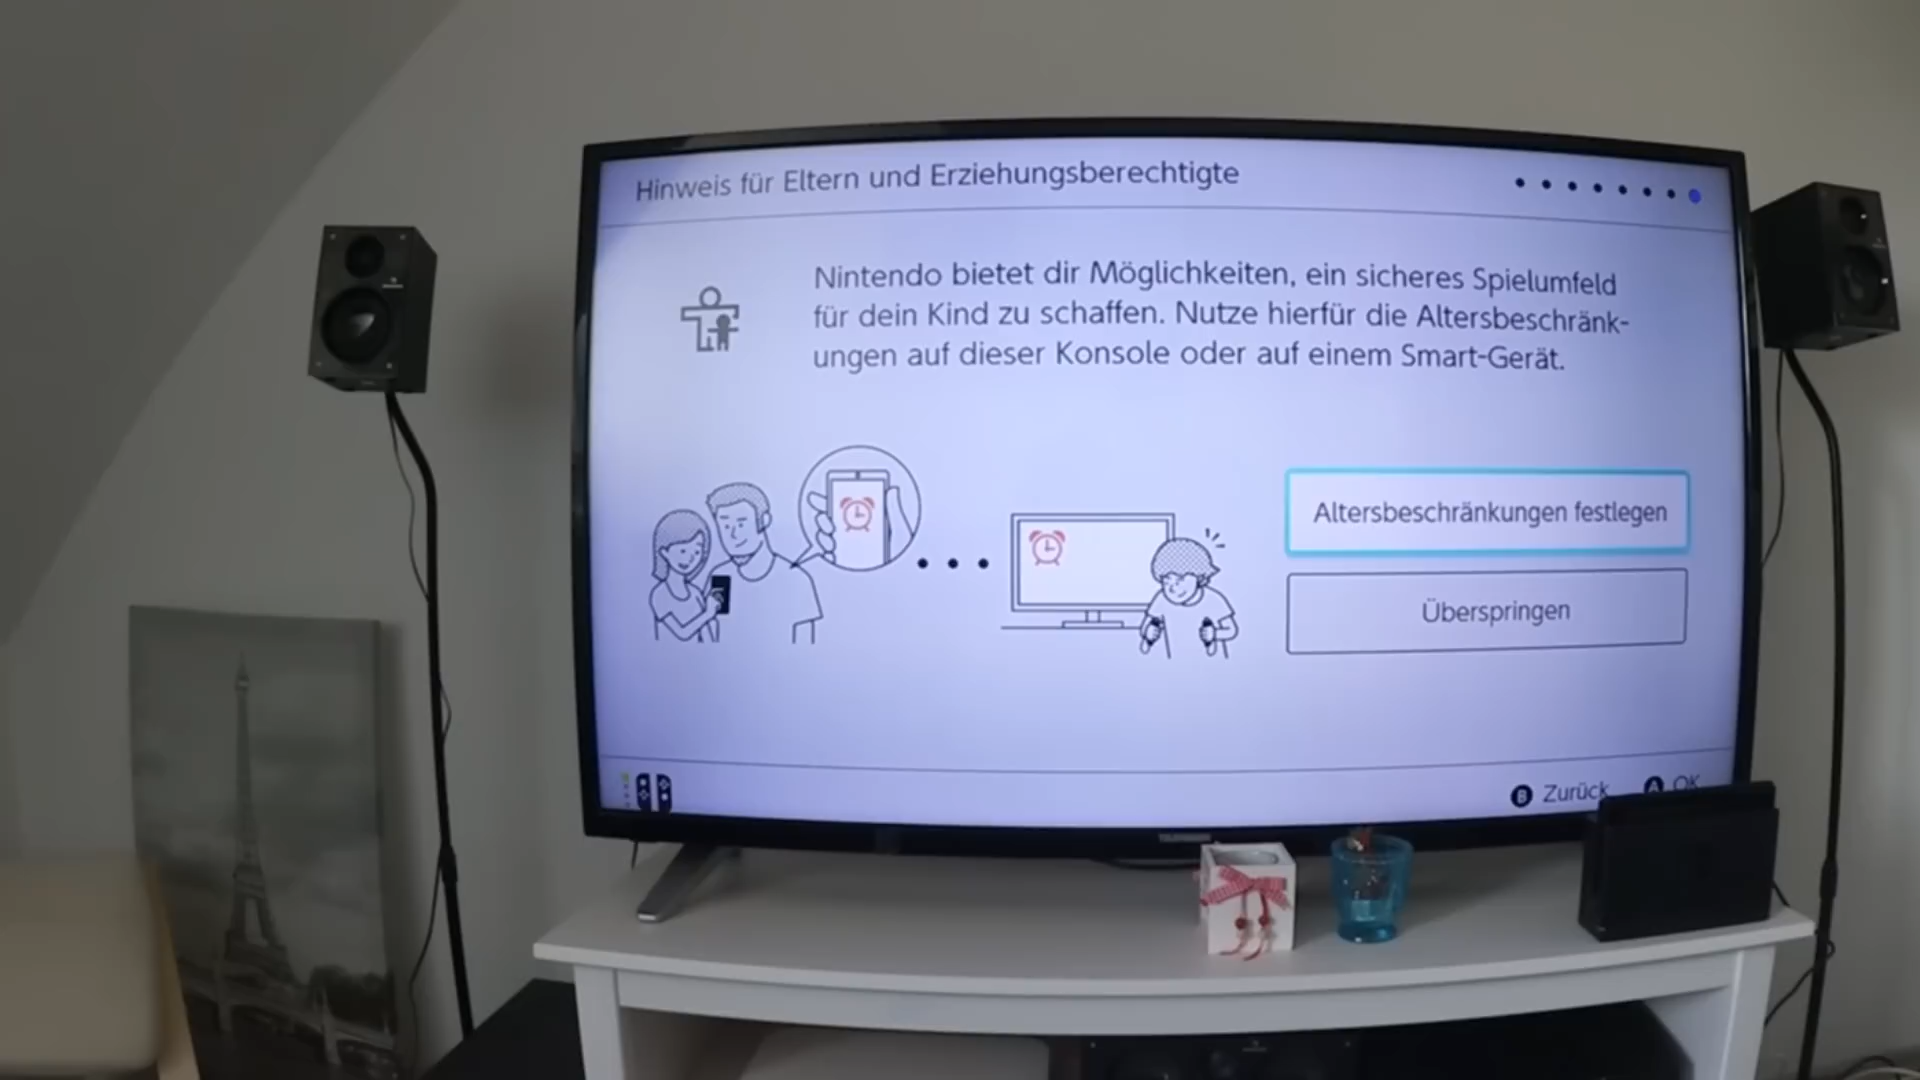 Hinweis für Eltern und Erziehungsberechtigte
Nintendo bietet dir Möglichkeiten, ein sicheres Spielumfeld
für dein Kind zu schaffen. Nutze hierfür die Altersbeschränk-
ungen auf dieser Konsole oder auf einem Smart-Gerät.
Altersbeschränkungen festlegen
Überspringen
B Zurück A OK